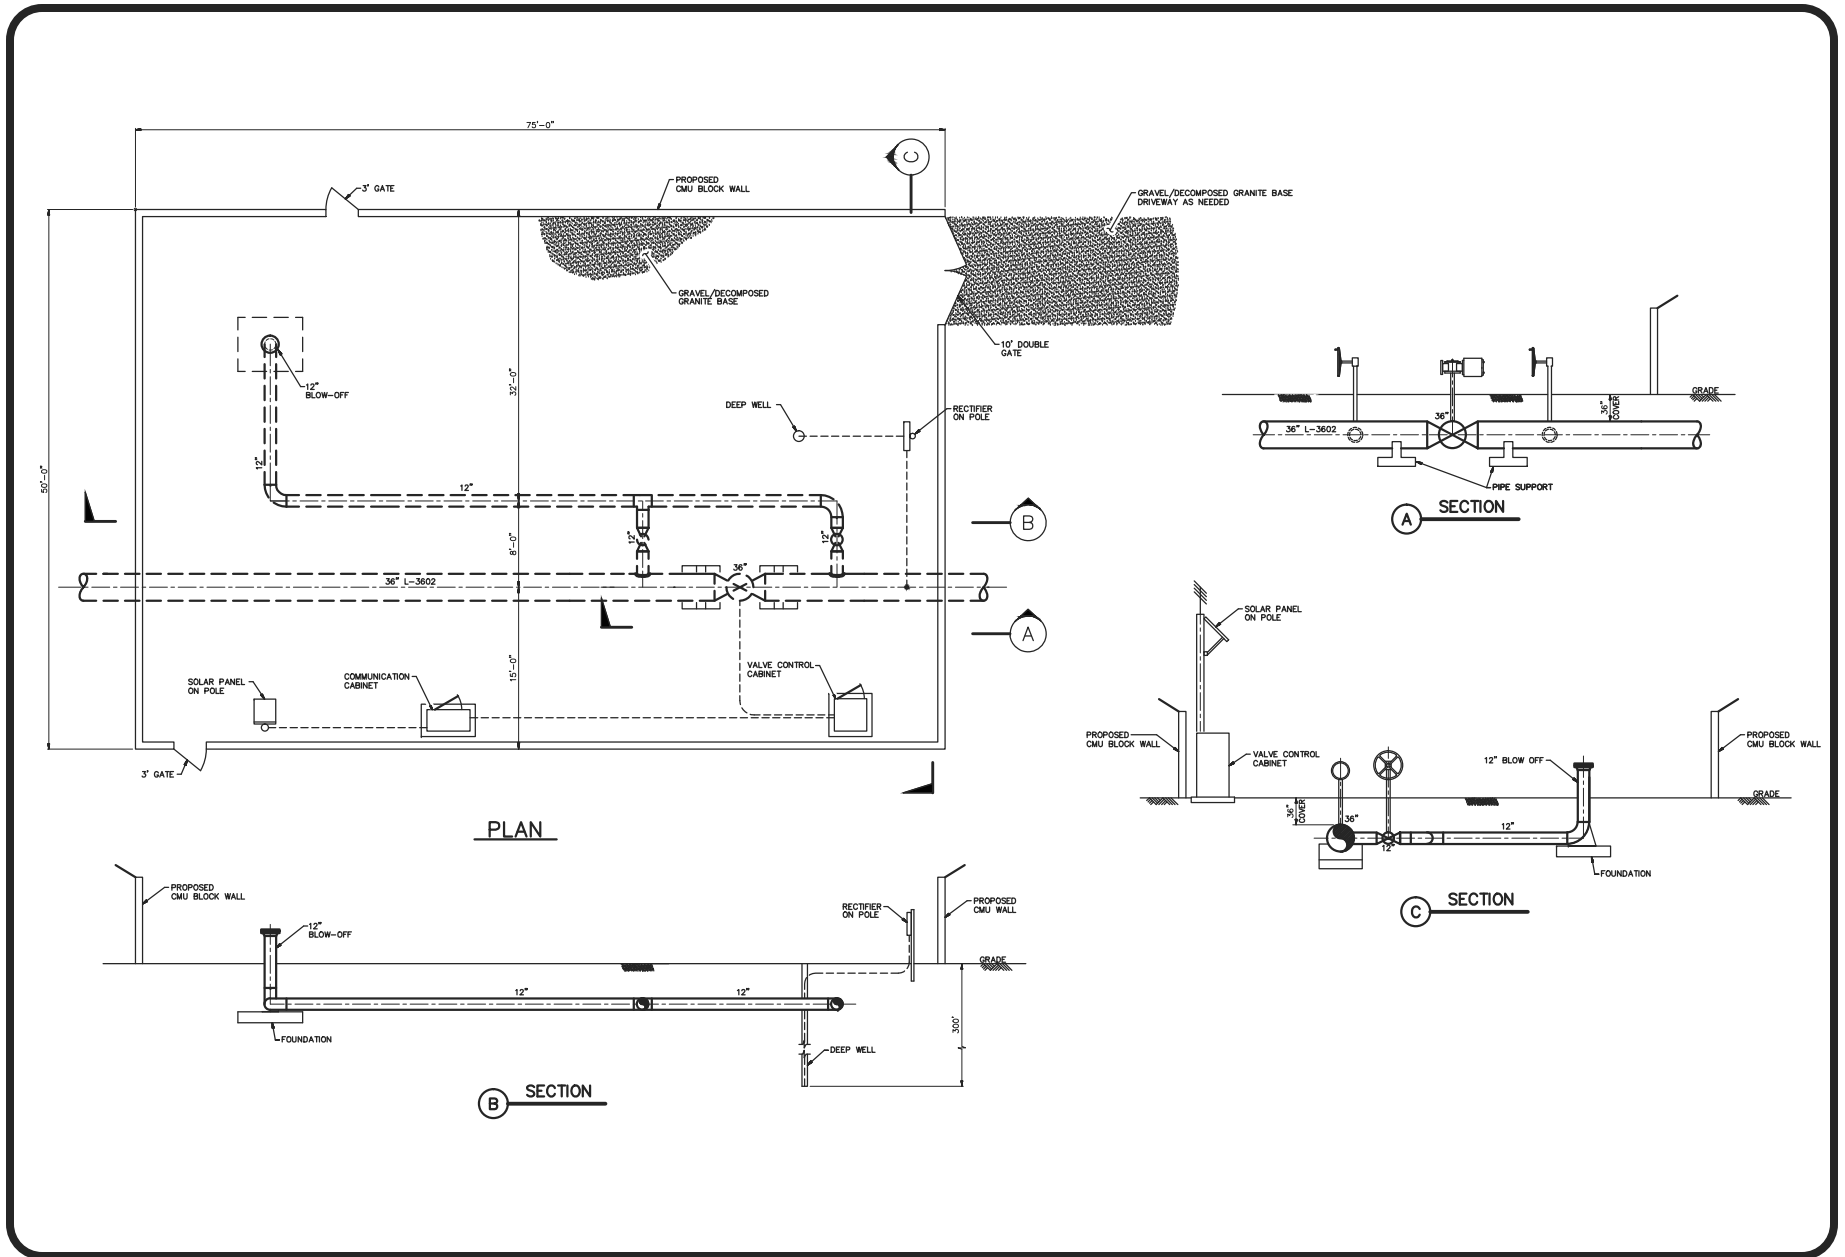 75'-0"
C
3' GATE
PROPOSED
CMU BLOCK WALL
GRAVEL/DECOMPOSED GRANITE BASE
DRIVEWAY AS NEEDED
GRAVEL/DECOMPOSED
GRANITE BASE
10' DOUBLE
GATE
12"
BLOW-OFF
32'-0"
DEEP WELL
RECTIFIER
ON POLE
50'-0"
12"
12"
8'-0"
12"
12"
B
36"
36" L-3602
A
15'-0"
SOLAR PANEL
ON POLE
COMMUNICATION
CABINET
VALVE CONTROL
CABINET
3' GATE
PLAN
GRADE
36"
COVER
36"
36" L-3602
PIPE SUPPORT
A
SECTION
SOLAR PANEL
ON POLE
PROPOSED
CMU BLOCK WALL
VALVE CONTROL
CABINET
12" BLOW OFF
PROPOSED
CMU BLOCK WALL
GRADE
36"
COVER
36"
12"
12"
FOUNDATION
C
SECTION
PROPOSED
CMU BLOCK WALL
12"
BLOW-OFF
RECTIFIER
ON POLE
PROPOSED
CMU WALL
GRADE
12"
12"
300'
FOUNDATION
DEEP WELL
B
SECTION